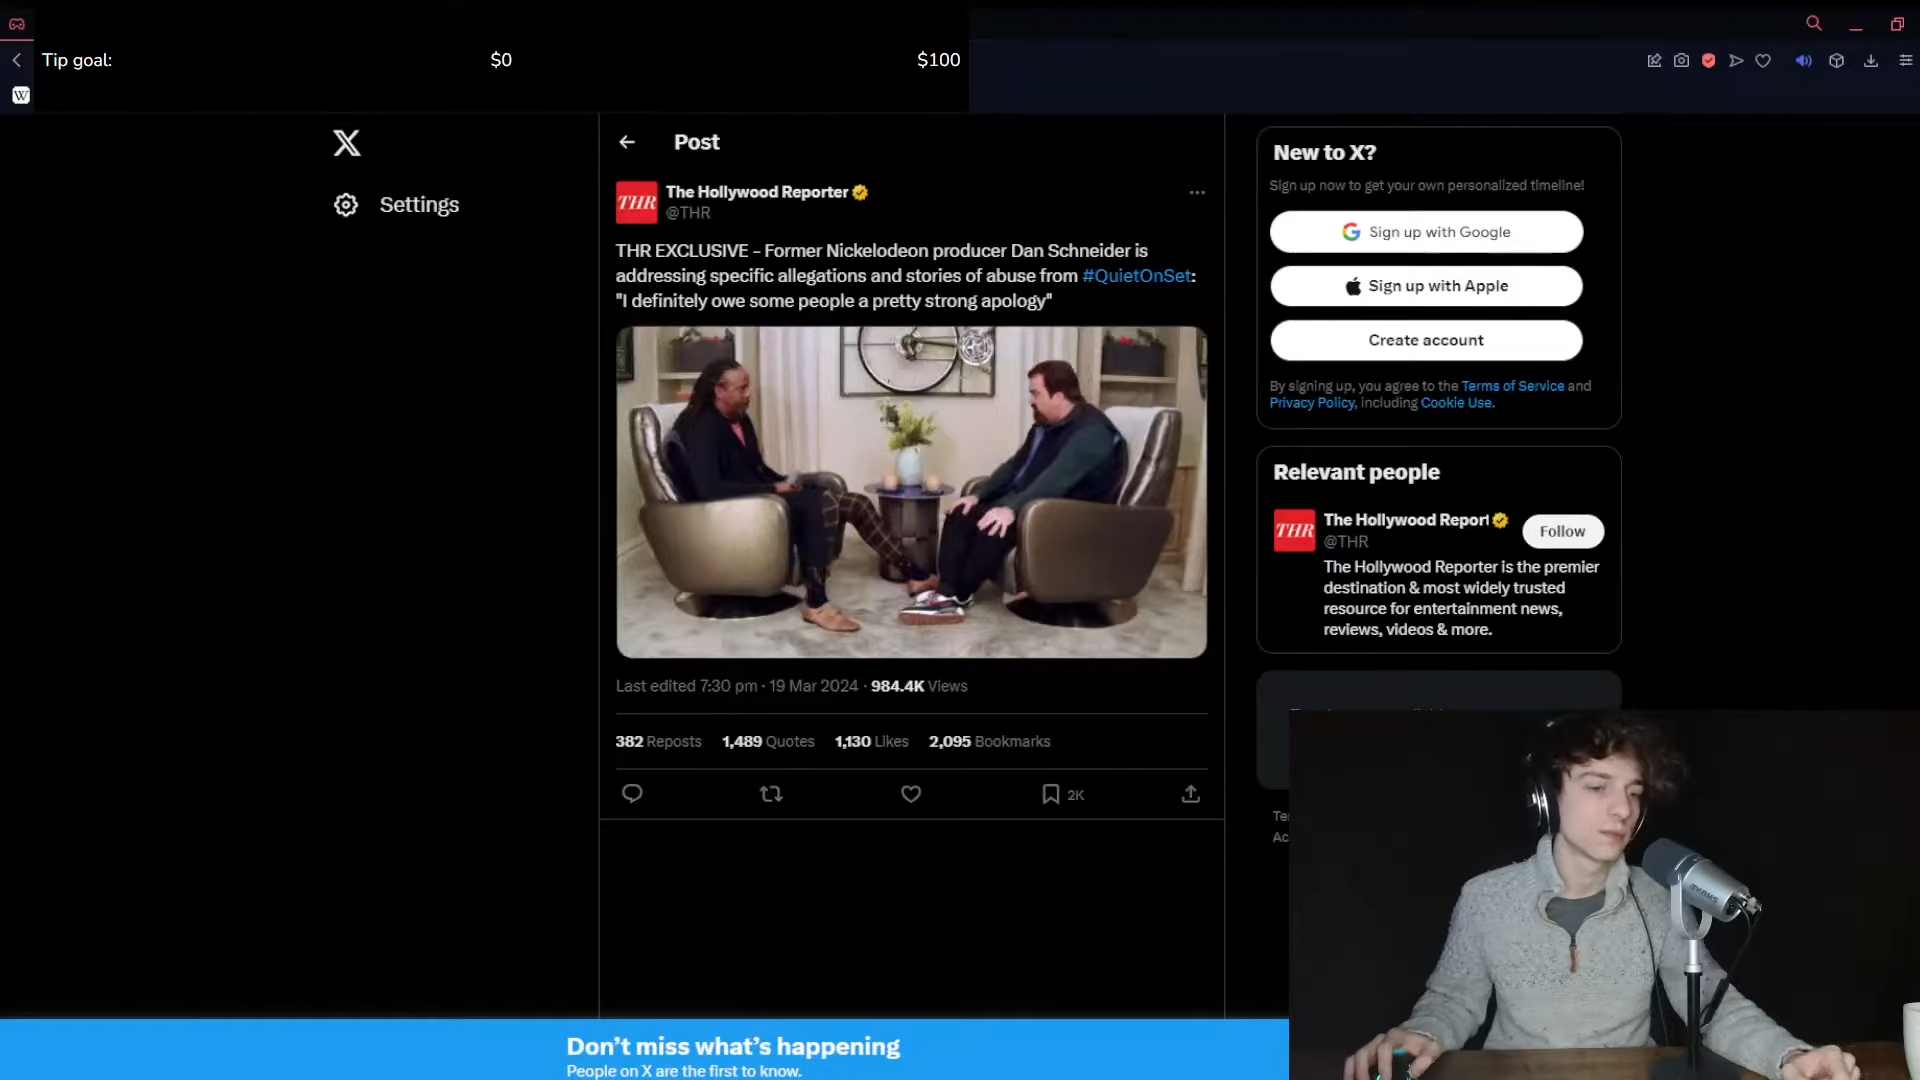 Tip goal:
$0
$100
W
Settings
Post
THR
The Hollywood Reporter
@THR
THR EXCLUSIVE - Former Nickelodeon producer Dan Schneider is
addressing specific allegations and stories of abuse from #QuietOnSet:
"I definitely owe some people a pretty strong apology"
Last edited 7:30 pm · 19 Mar 2024 · 984.4K Views
382 Reposts 1,489 Quotes 1,130 Likes 2,095 Bookmarks
2K
New to X?
Sign up now to get your own personalized timeline!
Sign up with Google
Sign up with Apple
Create account
By signing up, you agree to the Terms of Service and
Privacy Policy, including Cookie Use.
Relevant people
THR
The Hollywood Report
@THR
Follow
The Hollywood Reporter is the premier
destination & most widely trusted
resource for entertainment news,
reviews, videos & more.
Te
Ac
Don't miss what's happening
People on X are the first to know.